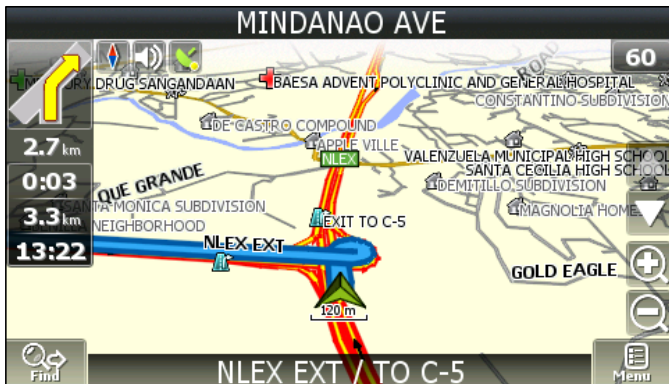 MINDANAO AVE
60
MERCURY DRUG SANGANDAAN
BAESA ADVENT POLYCLINIC AND GENERAL HOSPITAL
ROAD
CONSTANTINO SUBDIVISION
DE CASTRO COMPOUND
APPLE VILLE
2.7 km
NLEX
VALENZUELA MUNICIPAL HIGH SCHOOL
SANTA CECILIA HIGH SCHOOL
0:03
QUE GRANDE
DEMITILLO SUBDIVISION
SANTA MONICA SUBDIVISION
MAGNOLIA HOMES
3.3 km
NEIGHBORHOOD
EXIT TO C-5
13:22
NLEX EXT
GOLD EAGLE
120 m
Find
NLEX EXT / TO C-5
Menu